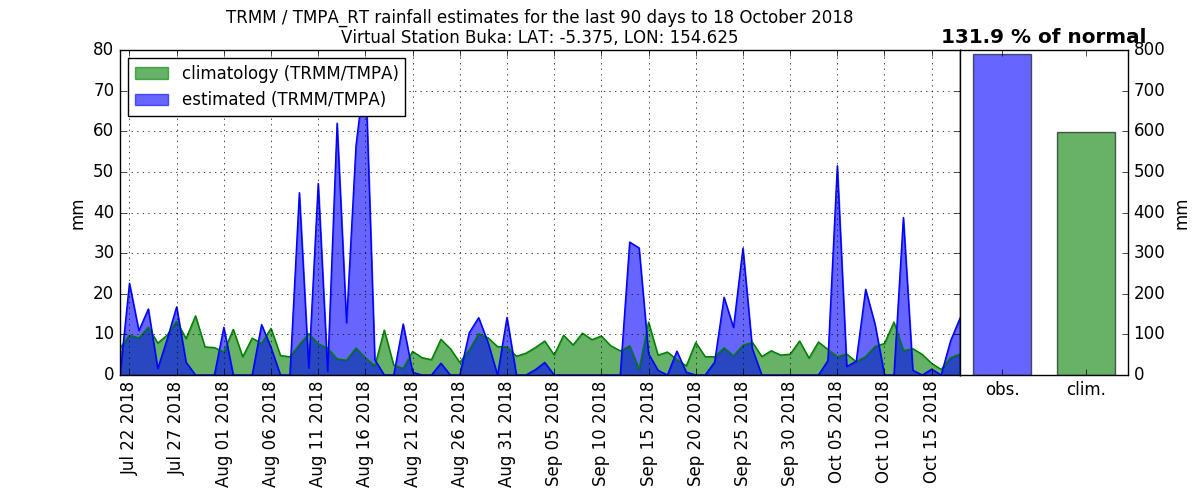 TRMM / TMPA_RT rainfall estimates for the last 90 days to 18 October 2018
Virtual Station Buka: LAT: -5.375, LON: 154.625
131.9 % of normal
climatology (TRMM/TMPA)
estimated (TRMM/TMPA)
80
70
60
50
40
30
20
10
0
mm
Jul 22 2018
Jul 27 2018
Aug 01 2018
Aug 06 2018
Aug 11 2018
Aug 16 2018
Aug 21 2018
Aug 26 2018
Aug 31 2018
Sep 05 2018
Sep 10 2018
Sep 15 2018
Sep 20 2018
Sep 25 2018
Sep 30 2018
Oct 05 2018
Oct 10 2018
Oct 15 2018
obs.
clim.
800
700
600
500
400
300
200
100
0
mm